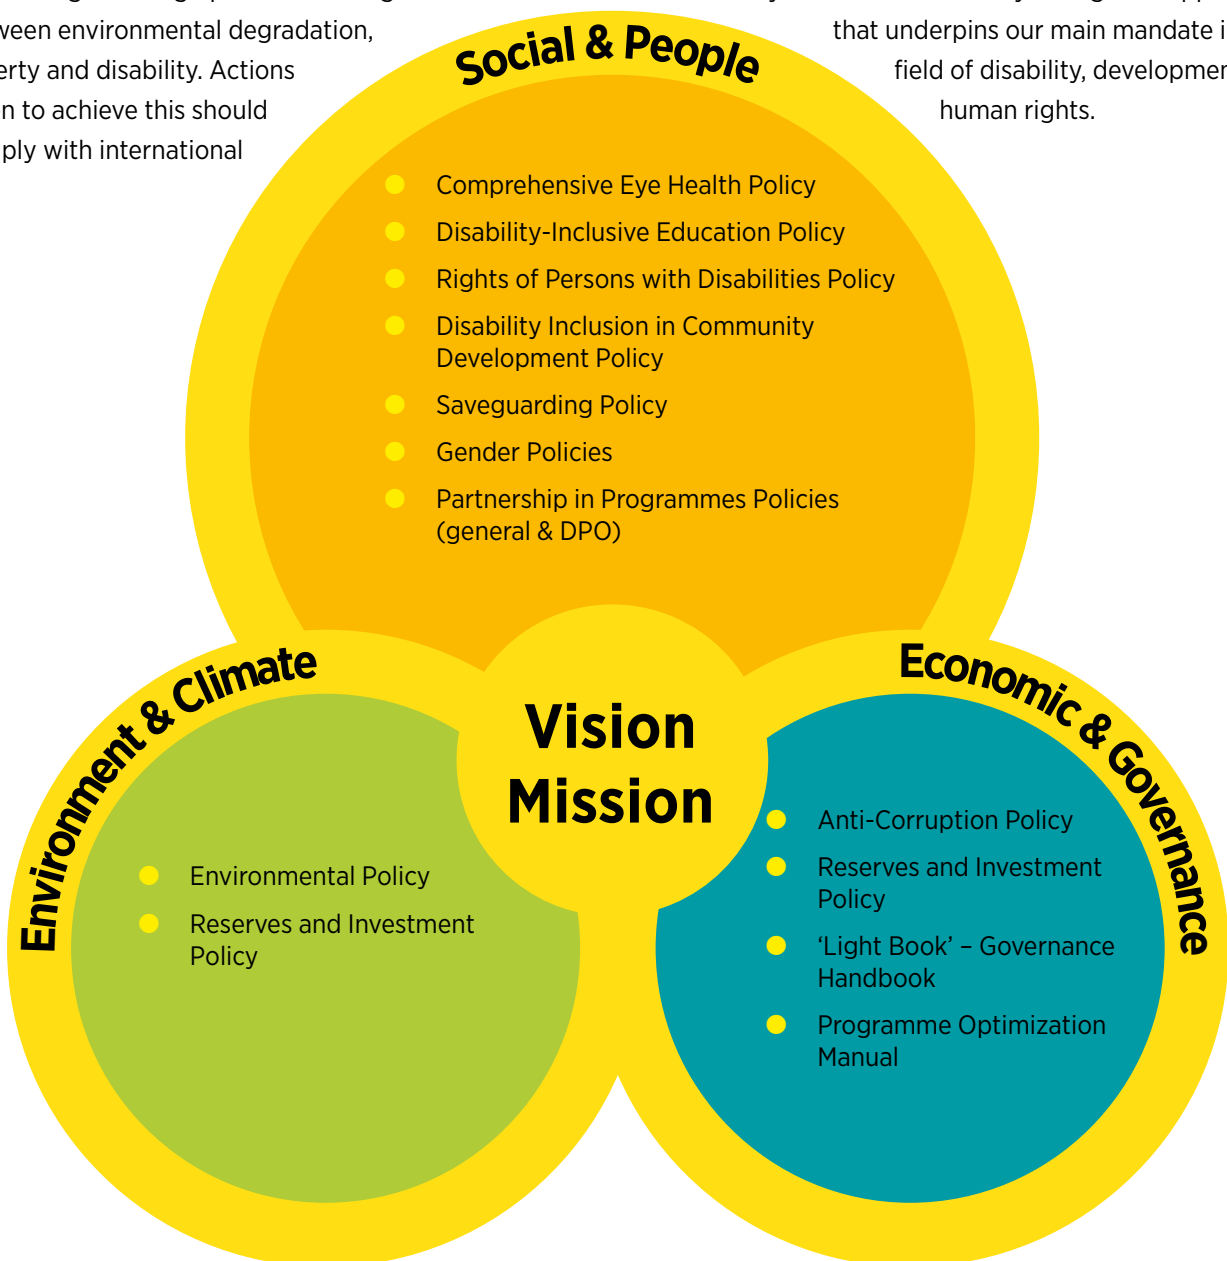 ween environmental degradation,
erty and disability. Actions
n to achieve this should
ply with international
that underpins our main mandate i
field of disability, developmen
human rights.
Social & People
Comprehensive Eye Health Policy
Disability-Inclusive Education Policy
Rights of Persons with Disabilities Policy
Disability Inclusion in Community
Development Policy
Saveguarding Policy
Gender Policies
Partnership in Programmes Policies
(general & DPO)
Vision
Mission
Environment & Climate
Environmental Policy
Reserves and Investment
Policy
Economic & Governance
Anti-Corruption Policy
Reserves and Investment
Policy
‘Light Book’ – Governance
Handbook
Programme Optimization
Manual